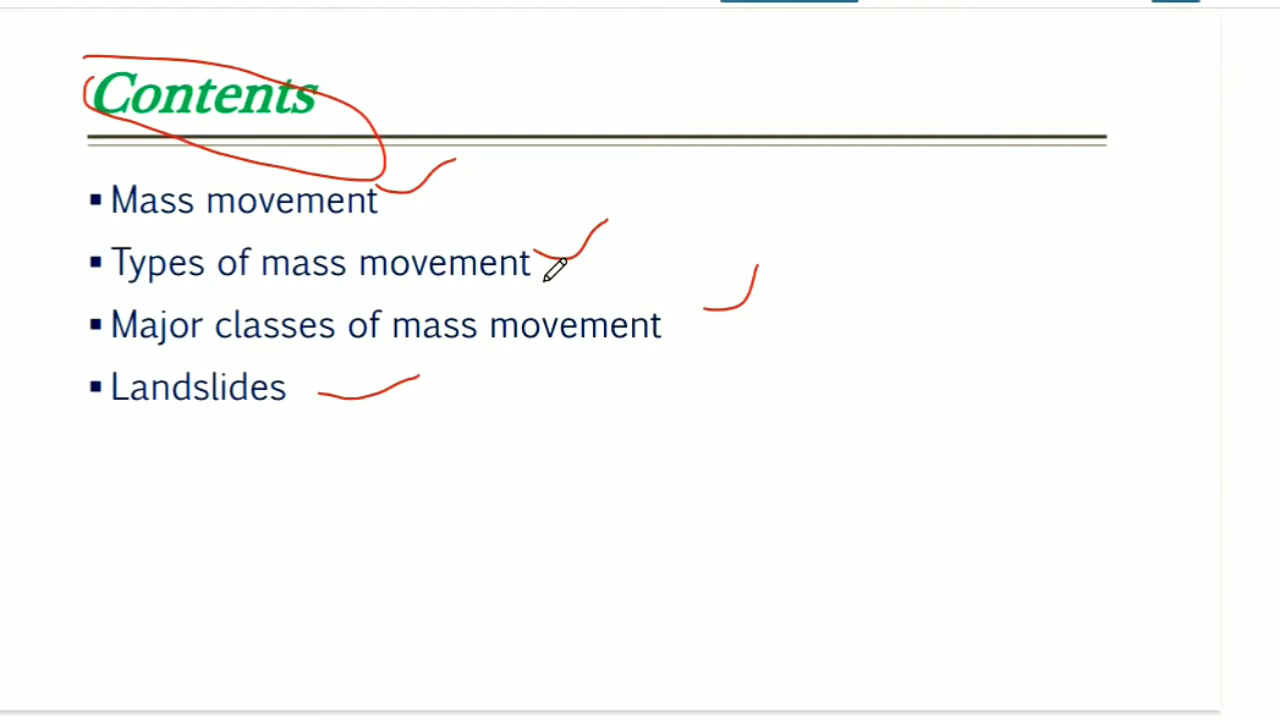 Contents
▪ Mass movement
▪ Types of mass movement
▪ Major classes of mass movement
▪ Landslides